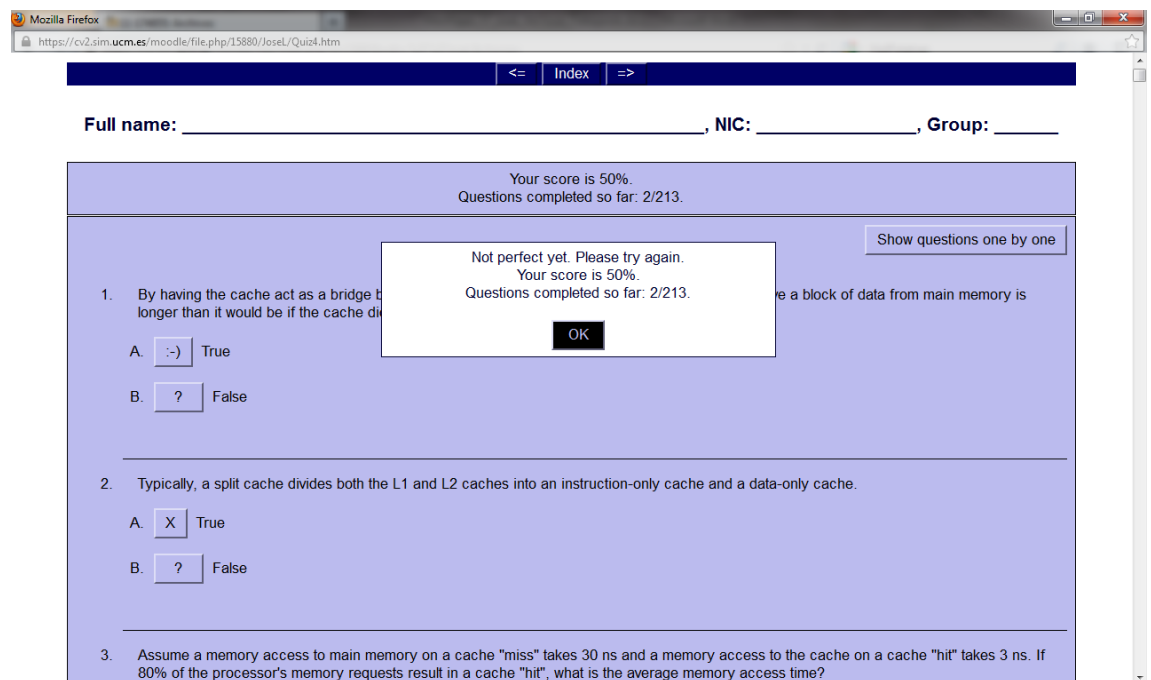 Mozilla Firefox
https://cv2.sim.ucm.es/moodle/file.php/15880/JoseL/Quiz4.htm
<= Index =>
Full name: ______, NIC: ______, Group: ______
Your score is 50%.
Questions completed so far: 2/213.
Show questions one by one
Not perfect yet. Please try again.
Your score is 50%.
Questions completed so far: 2/213.
OK
1. By having the cache act as a bridge b e a block of data from main memory is
longer than it would be if the cache di
A. :-) True
B. ? False
2. Typically, a split cache divides both the L1 and L2 caches into an instruction-only cache and a data-only cache.
A. X True
B. ? False
3. Assume a memory access to main memory on a cache "miss" takes 30 ns and a memory access to the cache on a cache "hit" takes 3 ns. If
80% of the processor's memory requests result in a cache "hit", what is the average memory access time?